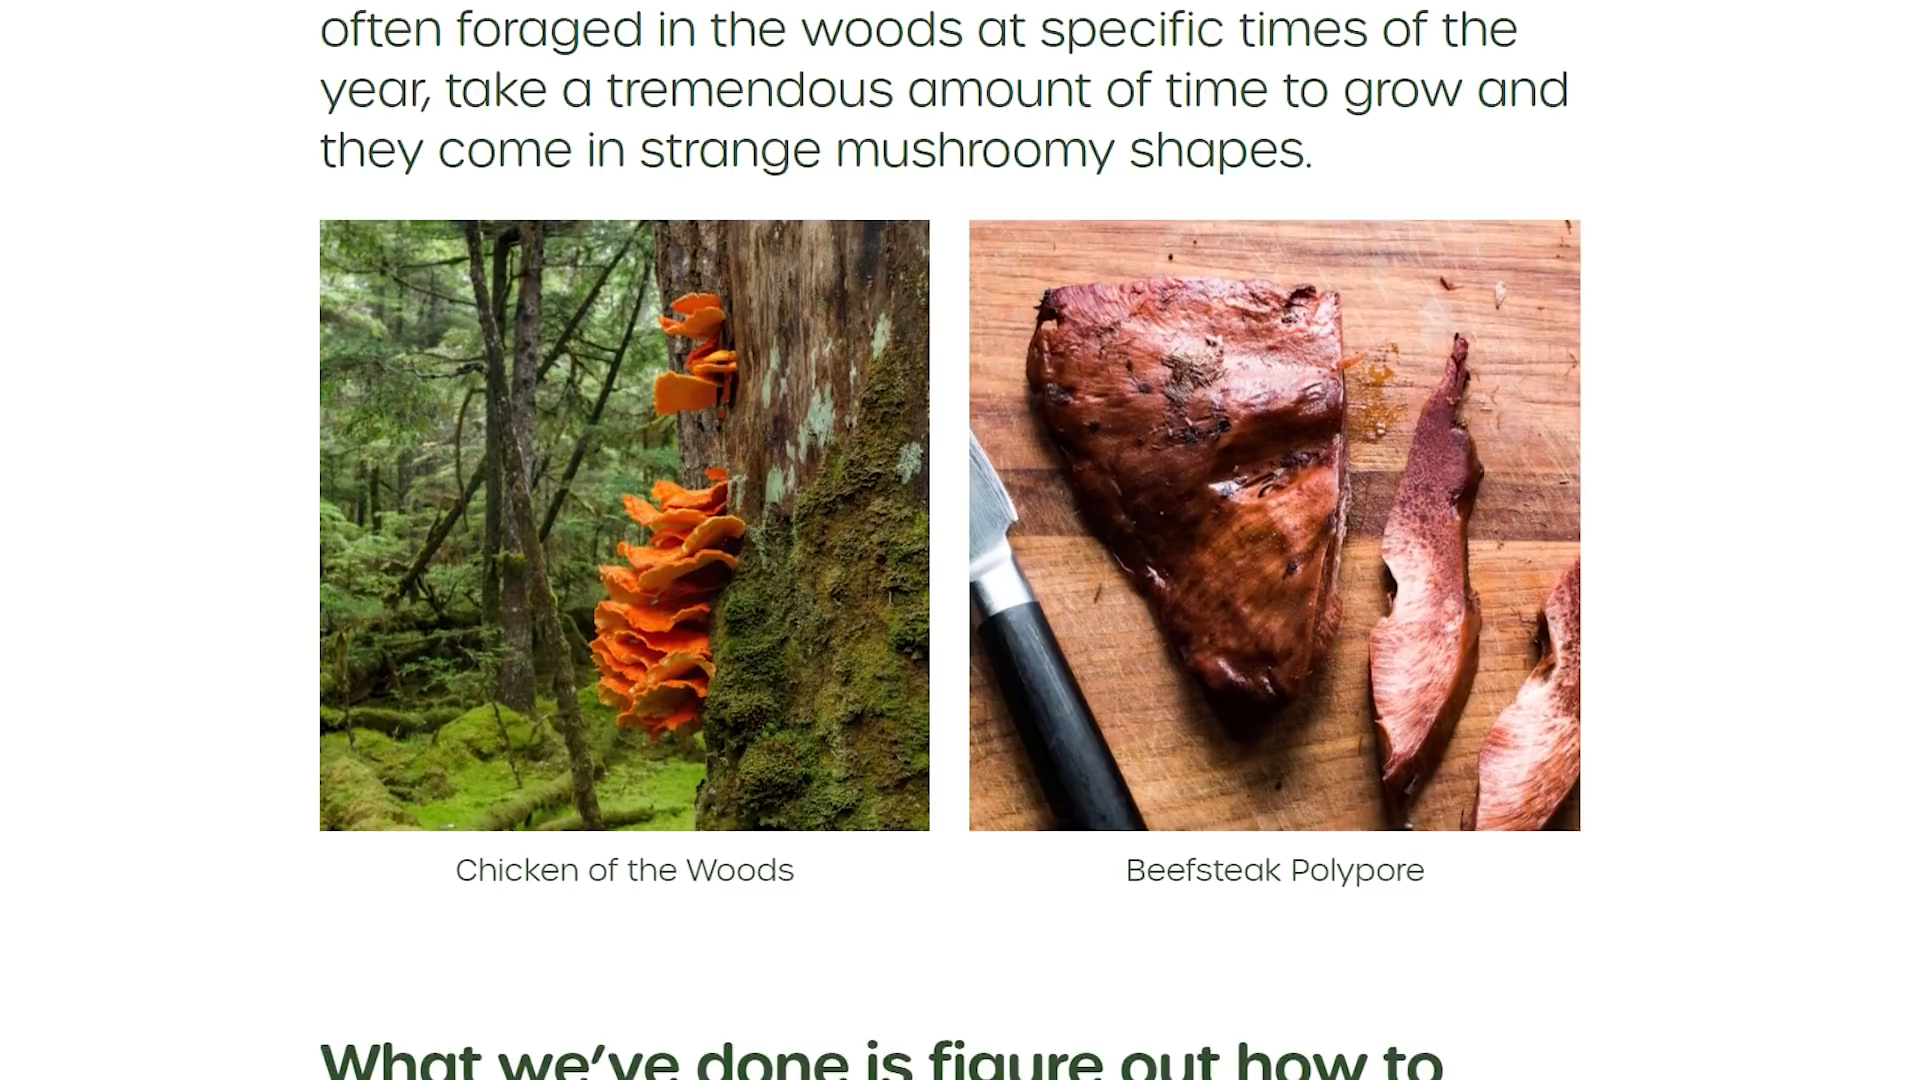 often foraged in the woods at specific times of the
year, take a tremendous amount of time to grow and
they come in strange mushroomy shapes.
Chicken of the Woods
Beefsteak Polypore
What we've done is figure out how to